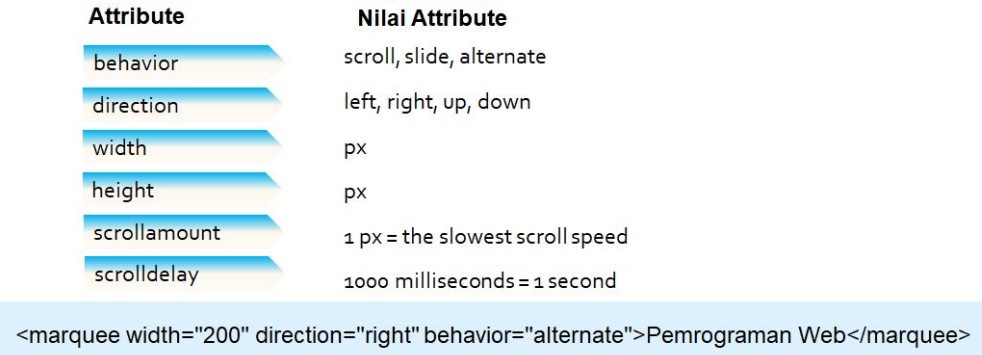 Attribute Nilai Attribute
behavior scroll, slide, alternate
direction left, right, up, down
width px
height px
scrollamount 1 px = the slowest scroll speed
scrolldelay 1000 milliseconds = 1 second
<marquee width="200" direction="right" behavior="alternate">Pemrograman Web</marquee>